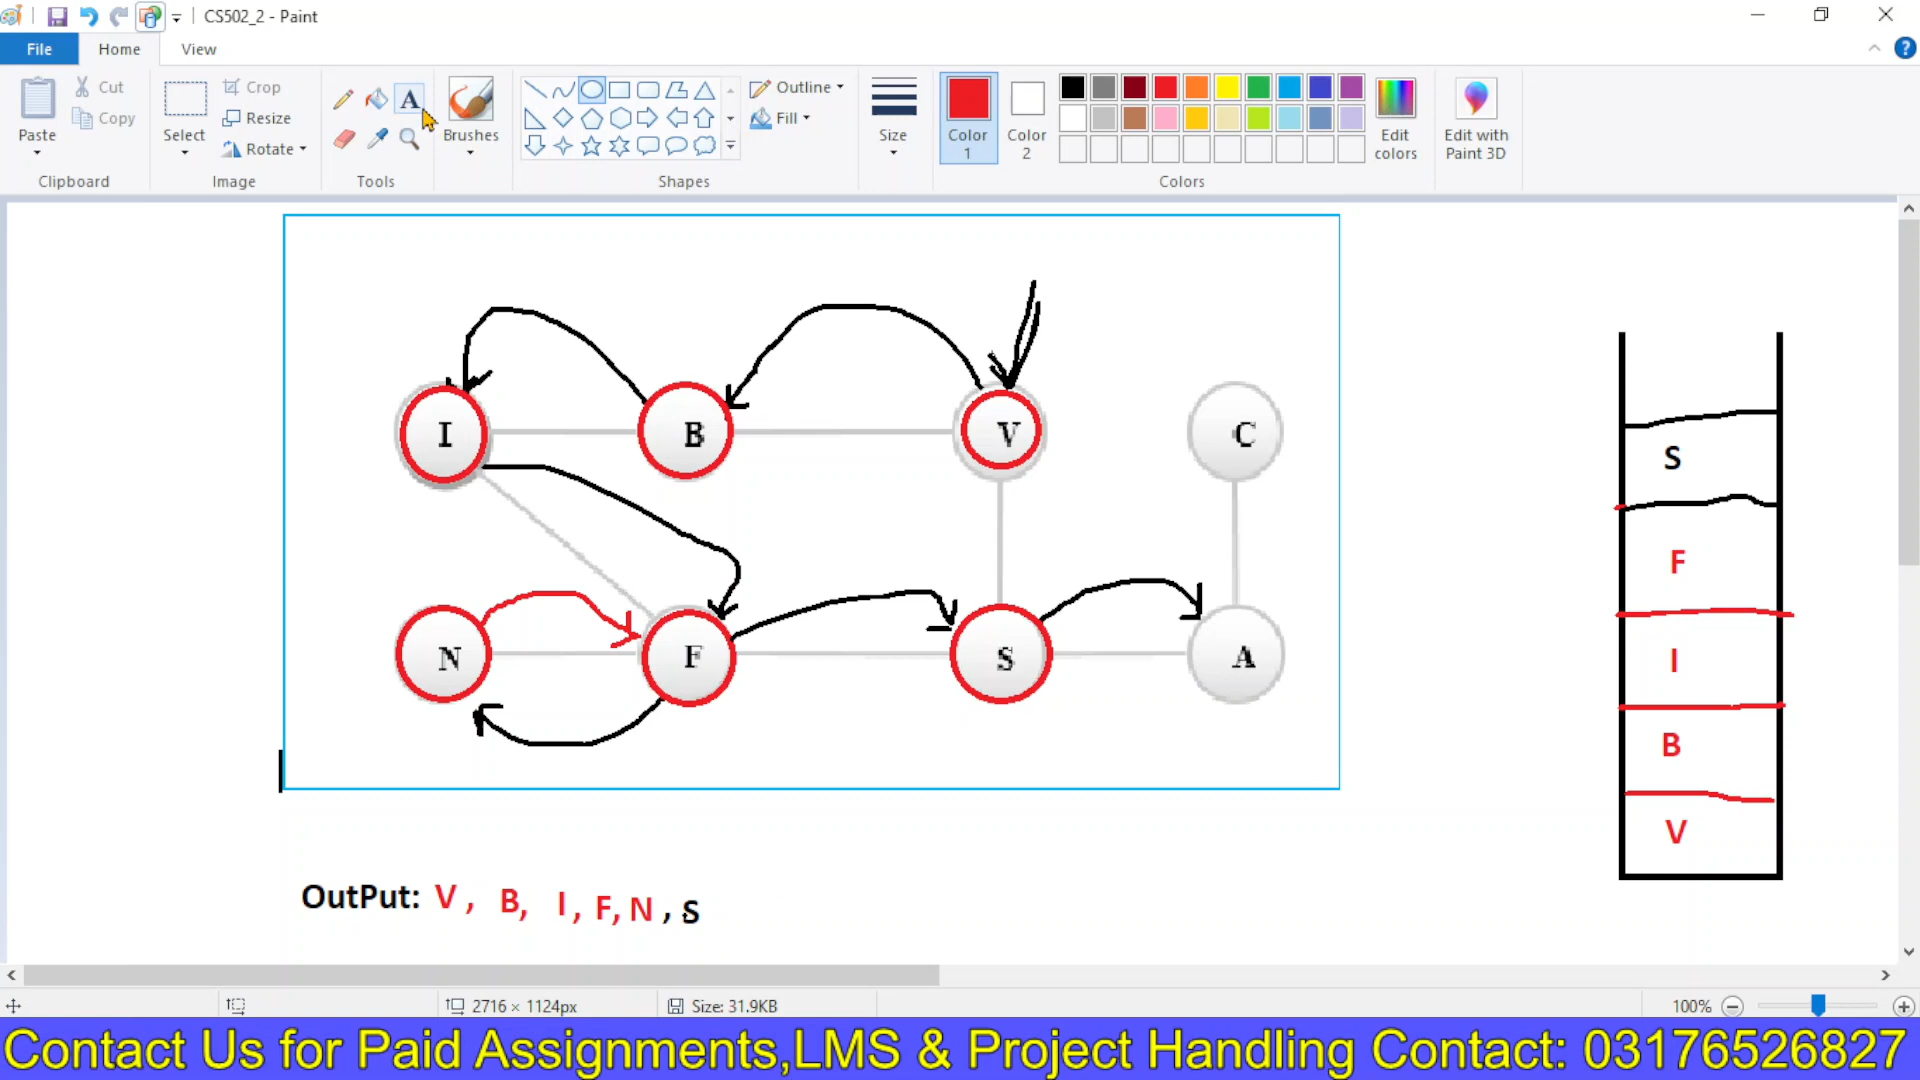 CS502_2 - Paint
File Home View
Paste
Cut
Copy
Clipboard
Select
Crop
Resize
Rotate
Image
A
Tools
Brushes
Shapes
Outline
Fill
Size
Color 1
Color 2
Edit colors
Edit with Paint 3D
Colors
?
I B V C
N F S A
S
F
I
B
V
OutPut: V, B, I, F, N, S
2716 × 1124px
Size: 31.9KB
100%
Contact Us for Paid Assignments,LMS & Project Handling Contact: 03176526827